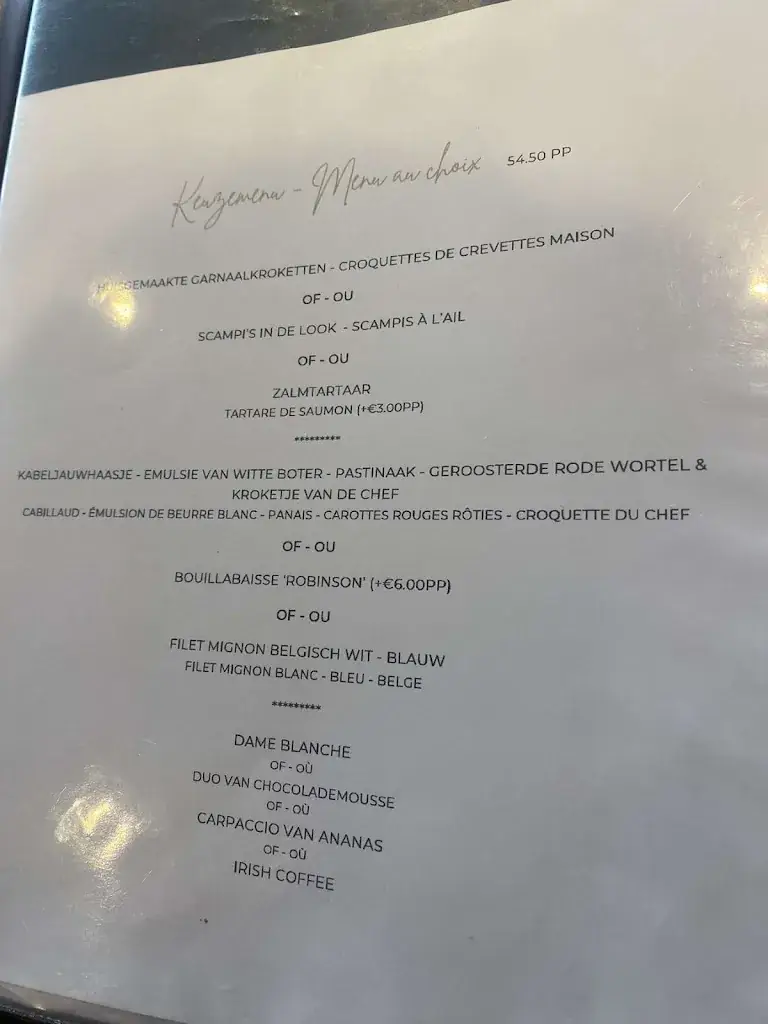 Keuzemenu - Menu au choix 54.50 PP
HUISGEMAAKTE GARNAALKROKETTEN - CROQUETTES DE CREVETTES MAISON
OF - OU
SCAMPI'S IN DE LOOK - SCAMPIS À L'AIL
OF - OU
ZALMTARTAAR
TARTARE DE SAUMON (+€3.00PP)
*********
KABELJAUWHAASJE - EMULSIE VAN WITTE BOTER - PASTINAAK - GEROOSTERDE RODE WORTEL &
KROKETJE VAN DE CHEF
CABILLAUD - ÉMULSION DE BEURRE BLANC - PANAIS - CAROTTES ROUGES RÔTIES - CROQUETTE DU CHEF
OF - OU
BOUILLABAISSE 'ROBINSON' (+€6.00PP)
OF - OU
FILET MIGNON BELGISCH WIT - BLAUW
FILET MIGNON BLANC - BLEU - BELGE
*********
DAME BLANCHE
OF - OÙ
DUO VAN CHOCOLADEMOUSSE
OF - OÙ
CARPACCIO VAN ANANAS
OF - OÙ
IRISH COFFEE